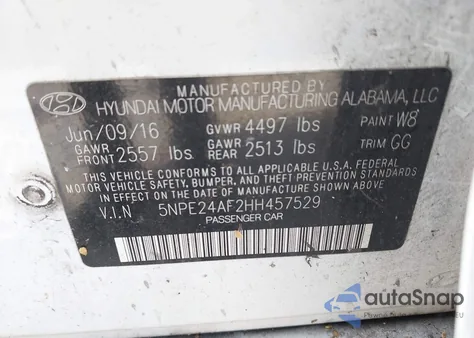 MANUFACTURED BY
HYUNDAI MOTOR MANUFACTURING ALABAMA, LLC
Jun/09/16 GVWR 4497 lbs PAINT W8
GAWR FRONT 2557 lbs GAWR REAR 2513 lbs TRIM GG
THIS VEHICLE CONFORMS TO ALL APPLICABLE U.S.A. FEDERAL
MOTOR VEHICLE SAFETY, BUMPER, AND THEFT PREVENTION
STANDARDS IN EFFECT ON THE DATE OF MANUFACTURE SHOWN ABOVE.
V.I.N 5NPE24AF2HH457529
PASSENGER CAR
autoSnap